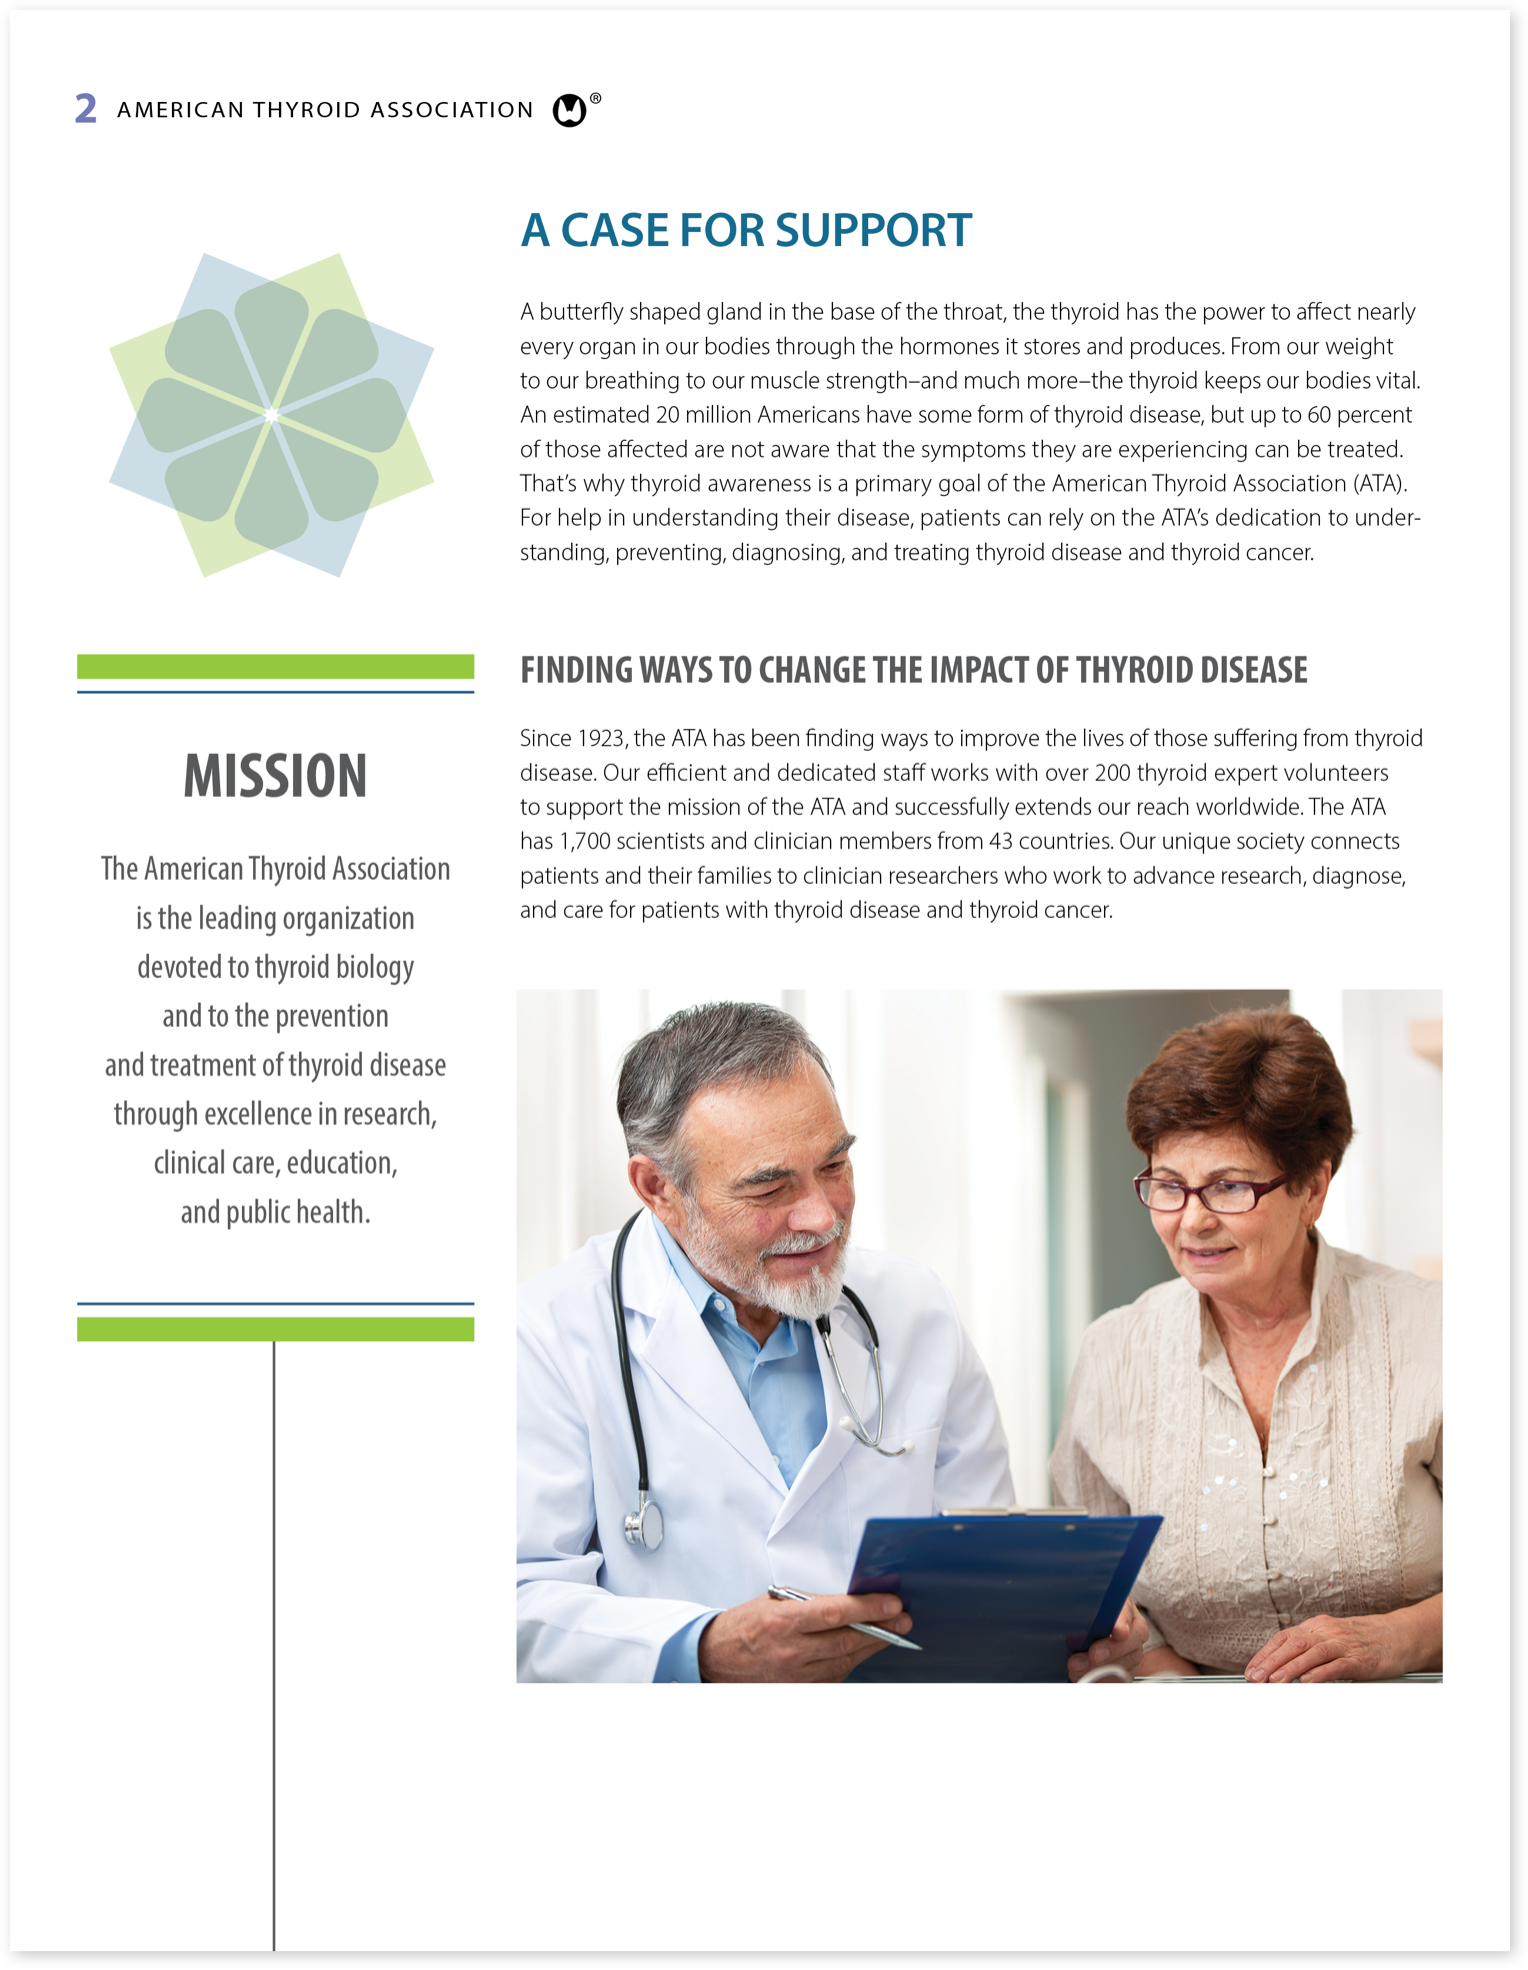 2 AMERICAN THYROID ASSOCIATION ®
A CASE FOR SUPPORT
A butterfly shaped gland in the base of the throat, the thyroid has the power to affect nearly
every organ in our bodies through the hormones it stores and produces. From our weight
to our breathing to our muscle strength–and much more–the thyroid keeps our bodies vital.
An estimated 20 million Americans have some form of thyroid disease, but up to 60 percent
of those affected are not aware that the symptoms they are experiencing can be treated.
That’s why thyroid awareness is a primary goal of the American Thyroid Association (ATA).
For help in understanding their disease, patients can rely on the ATA’s dedication to under-
standing, preventing, diagnosing, and treating thyroid disease and thyroid cancer.
FINDING WAYS TO CHANGE THE IMPACT OF THYROID DISEASE
Since 1923, the ATA has been finding ways to improve the lives of those suffering from thyroid
disease. Our efficient and dedicated staff works with over 200 thyroid expert volunteers
to support the mission of the ATA and successfully extends our reach worldwide. The ATA
has 1,700 scientists and clinician members from 43 countries. Our unique society connects
patients and their families to clinician researchers who work to advance research, diagnose,
and care for patients with thyroid disease and thyroid cancer.
MISSION
The American Thyroid Association
is the leading organization
devoted to thyroid biology
and to the prevention
and treatment of thyroid disease
through excellence in research,
clinical care, education,
and public health.